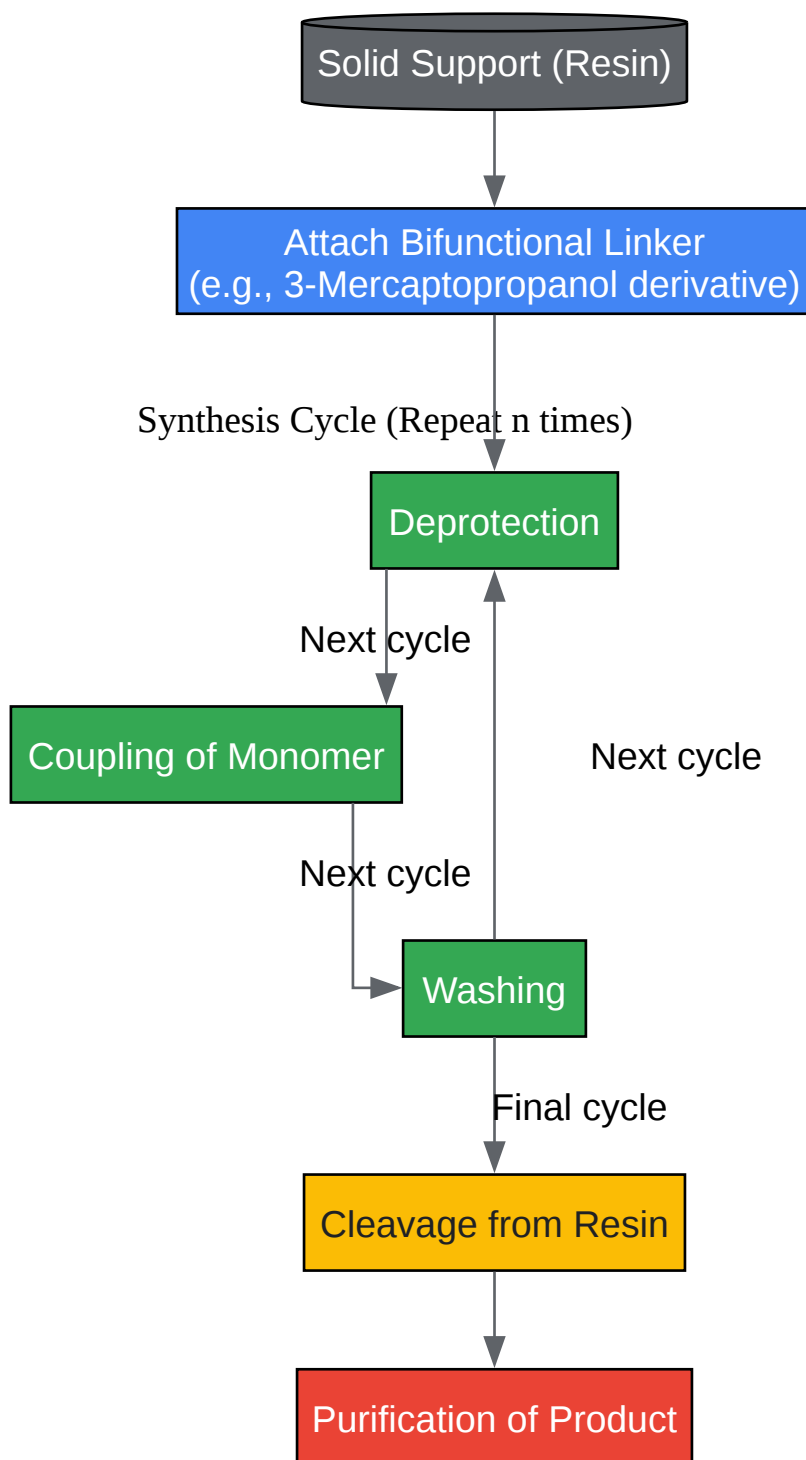 Solid Support (Resin)
Attach Bifunctional Linker
(e.g., 3-Mercaptopropanol derivative)
Synthesis Cycle (Repeat n times)
Deprotection
Next cycle
Coupling of Monomer
Next cycle
Next cycle
Washing
Final cycle
Cleavage from Resin
Purification of Product